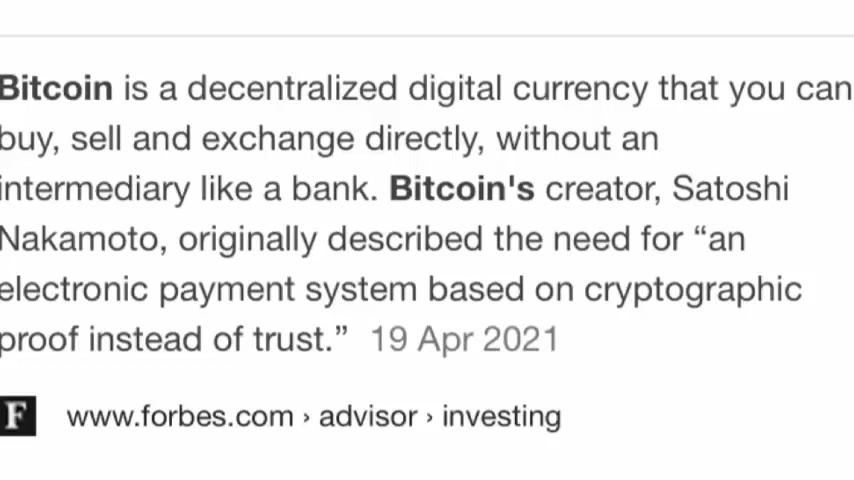 Bitcoin is a decentralized digital currency that you can
buy, sell and exchange directly, without an
intermediary like a bank. Bitcoin's creator, Satoshi
Nakamoto, originally described the need for “an
electronic payment system based on cryptographic
proof instead of trust.” 19 Apr 2021
F www.forbes.com › advisor › investing